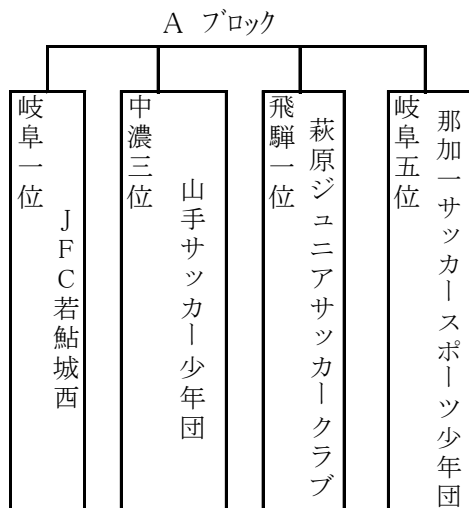 A ブロック
岐阜一位
JFC若鮎城西
中濃三位
山手サッカー少年団
飛騨一位
萩原ジュニアサッカークラブ
岐阜五位
那加一サッカースポーツ少年団